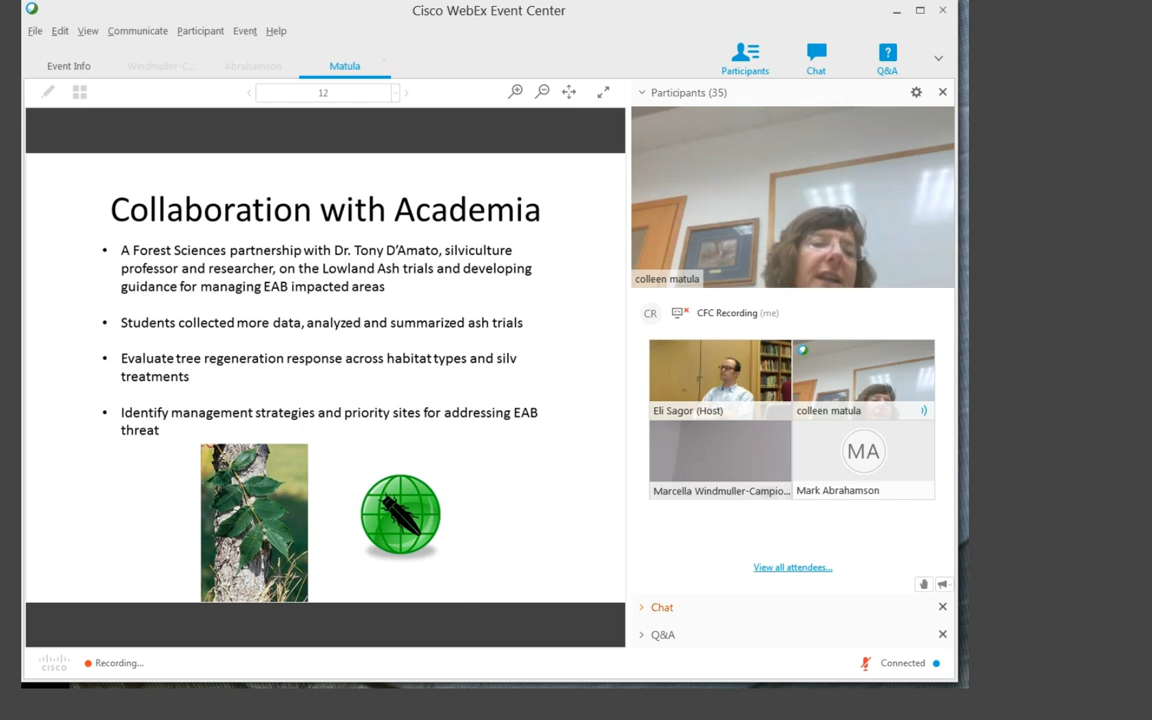 Cisco WebEx Event Center
File Edit View Communicate Participant Event Help
Event Info Windmuller-C... Abrahamson Matula
Participants Chat Q&A
12
Participants (35)
Collaboration with Academia
• A Forest Sciences partnership with Dr. Tony D'Amato, silviculture
professor and researcher, on the Lowland Ash trials and developing
guidance for managing EAB impacted areas
• Students collected more data, analyzed and summarized ash trials
• Evaluate tree regeneration response across habitat types and silv
treatments
• Identify management strategies and priority sites for addressing EAB
threat
colleen matula
CR CFC Recording (me)
Eli Sagor (Host) colleen matula
MA
Marcella Windmuller-Campio... Mark Abrahamson
View all attendees...
Chat
Q&A
CISCO Recording... Connected